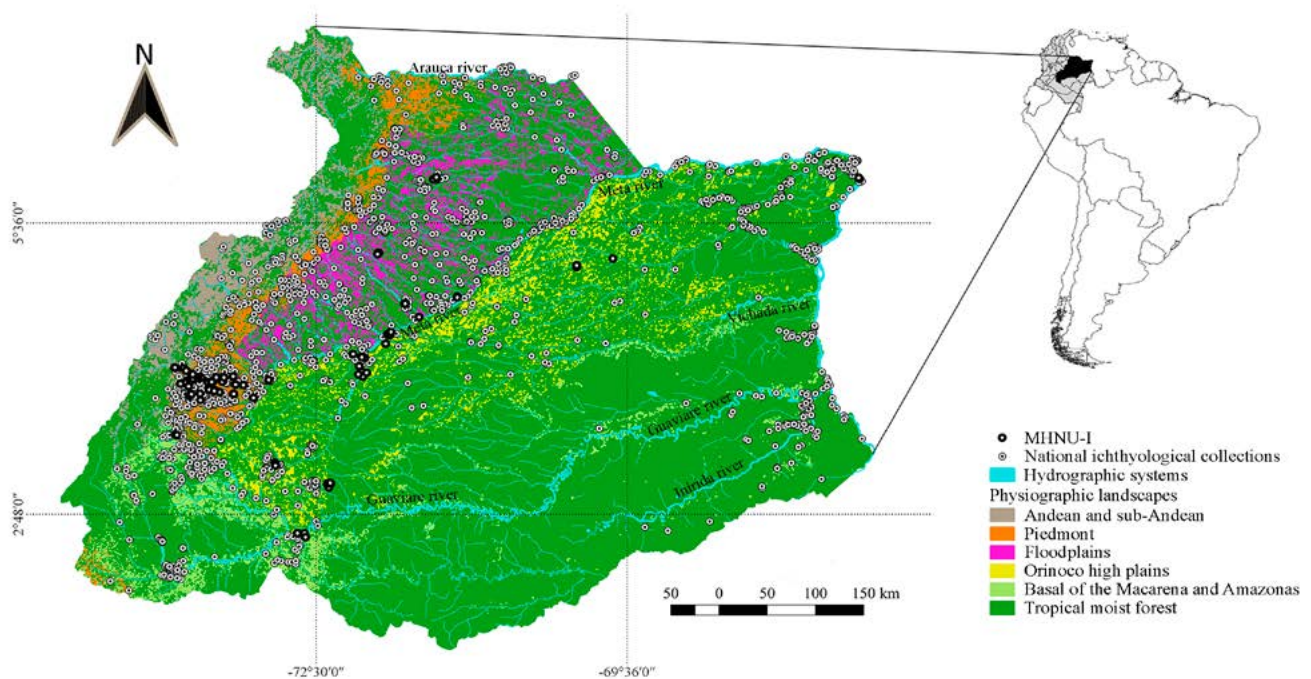 N
Arauca river
Meta river
5°36'0"
Vichada river
Meta river
Guaviare river
Inirida river
Guaviare river
2°48'0"
-72°30'0"
-69°36'0"
50 0 50 100 150 km
MHNU-I
National ichthyological collections
Hydrographic systems
Physiographic landscapes
Andean and sub-Andean
Piedmont
Floodplains
Orinoco high plains
Basal of the Macarena and Amazonas
Tropical moist forest